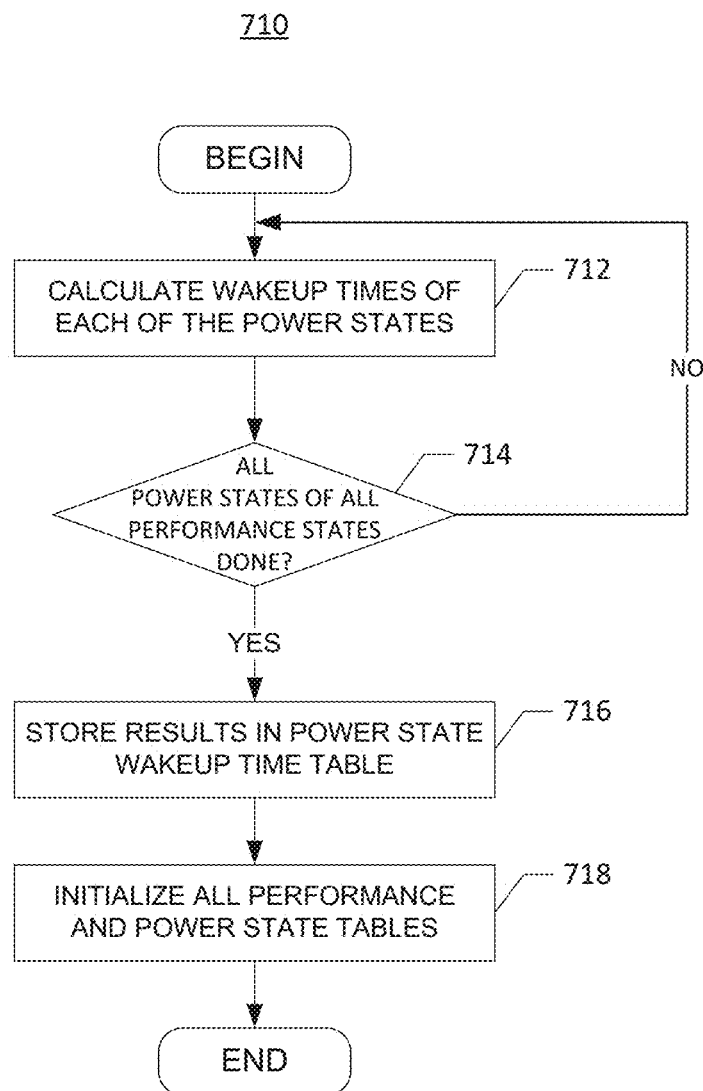 710
BEGIN
CALCULATE WAKEUP TIMES OF
EACH OF THE POWER STATES
712
NO
ALL
POWER STATES OF ALL
PERFORMANCE STATES
DONE?
714
YES
STORE RESULTS IN POWER STATE
WAKEUP TIME TABLE
716
INITIALIZE ALL PERFORMANCE
AND POWER STATE TABLES
718
END